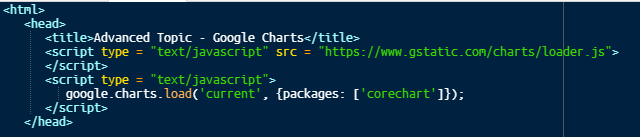 <html>
<head>
<title>Advanced Topic - Google Charts</title>
<script type = "text/javascript" src = "https://www.gstatic.com/charts/loader.js">
</script>
<script type = "text/javascript">
google.charts.load('current', {packages: ['corechart']});
</script>
</head>